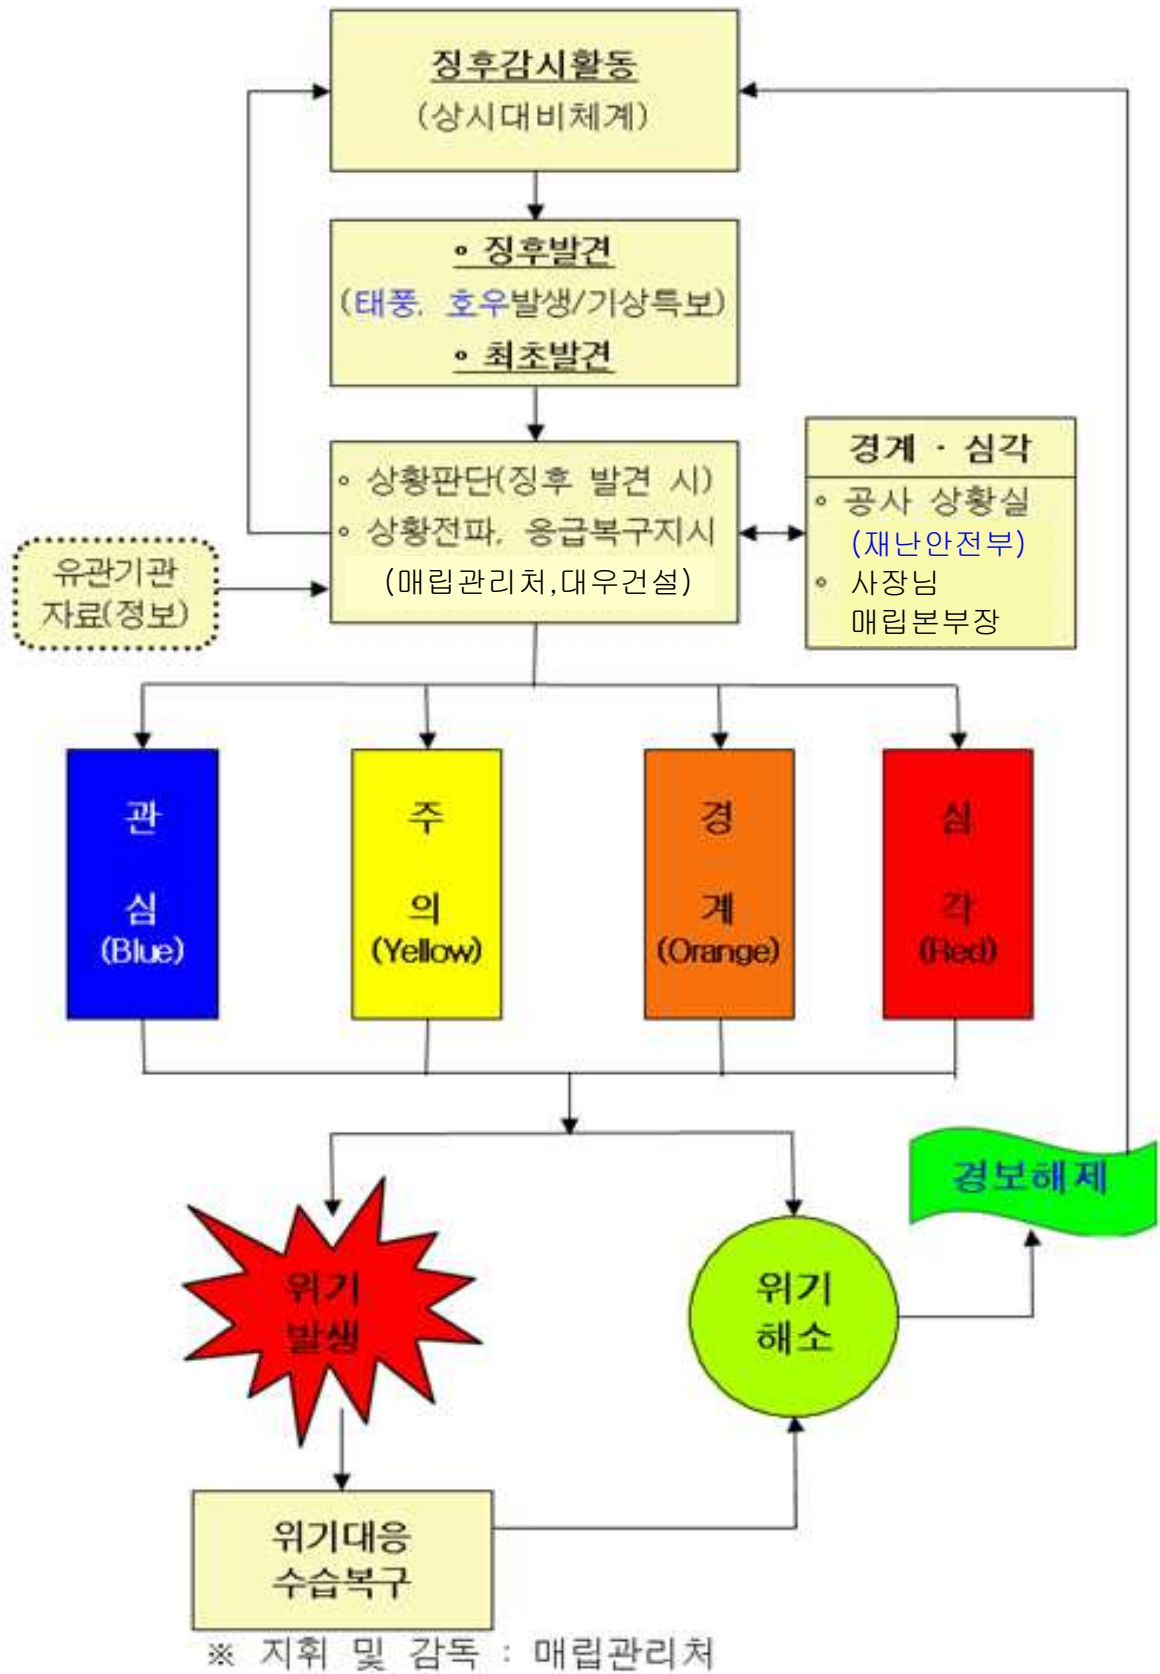 징후감시활동
(상시대비체계)
∘ 징후발견
(태풍, 호우발생/기상특보)
∘ 최초발견
∘ 상황판단(징후 발견 시)
∘ 상황전파, 응급복구지시
(매립관리처,대우건설)
경계 · 심각
∘ 공사 상황실
(재난안전부)
∘ 사장님
매립본부장
유관기관
자료(정보)
관
심
(Blue)
주
의
(Yellow)
경
계
(Orange)
심
각
(Red)
경보해제
위기
발생
위기
해소
위기대응
수습복구
※ 지휘 및 감독 : 매립관리처